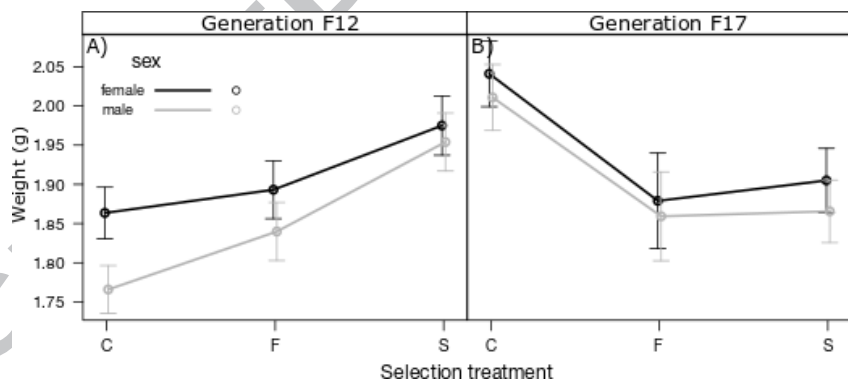 Generation F12
Generation F17
A)
B)
sex
female
male
Weight (g)
2.05
2.00
1.95
1.90
1.85
1.80
1.75
C
F
S
C
F
S
Selection treatment